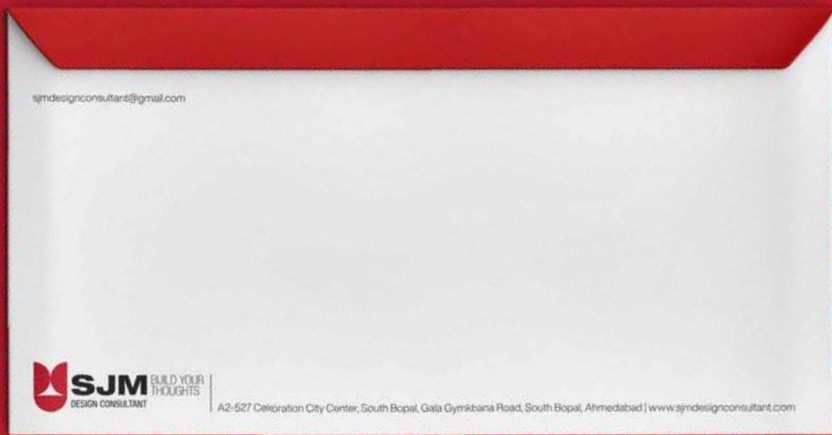 sjmdesignconsultant@gmail.com
SJM
BUILD YOUR
THOUGHTS
DESIGN CONSULTANT
A2-527 Celebration City Center, South Bopal, Gala Gymkhana Road, South Bopal, Ahmedabad | www.sjmdesignconsultant.com